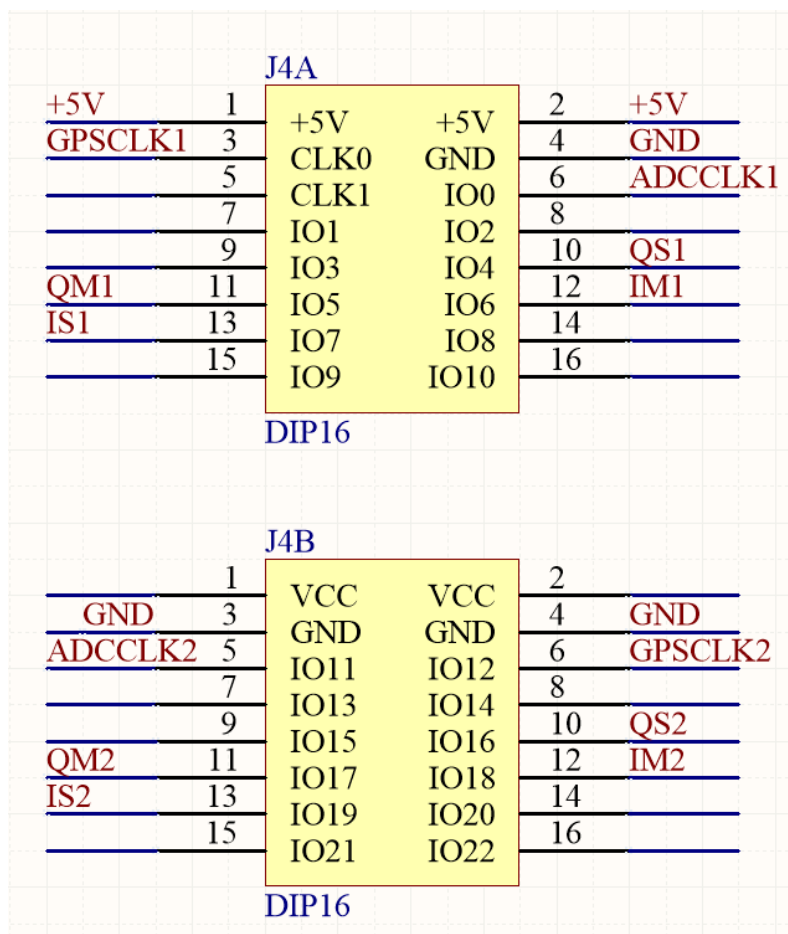 J4A
+5V 1 +5V +5V 2 +5V
GPSCLK1 3 CLK0 GND 4 GND
5 CLK1 IO0 6 ADCCLK1
7 IO1 IO2 8
9 IO3 IO4 10 QS1
QM1 11 IO5 IO6 12 IM1
IS1 13 IO7 IO8 14
15 IO9 IO10 16
DIP16
J4B
1 VCC VCC 2
GND 3 GND GND 4 GND
ADCCLK2 5 IO11 IO12 6 GPSCLK2
7 IO13 IO14 8
9 IO15 IO16 10 QS2
QM2 11 IO17 IO18 12 IM2
IS2 13 IO19 IO20 14
15 IO21 IO22 16
DIP16